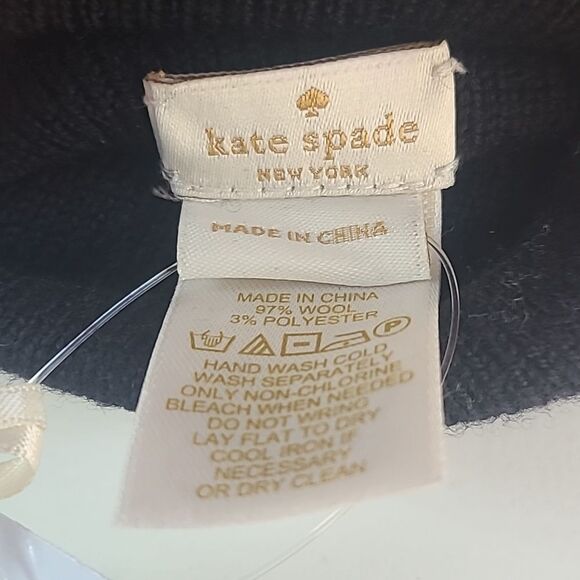 kate spade
NEW YORK
MADE IN CHINA
MADE IN CHINA
97% WOOL
3% POLYESTER
P
HAND WASH COLD
WASH SEPARATELY
ONLY NON-CHLORINE
BLEACH WHEN NEEDED
DO NOT WRING
LAY FLAT TO DRY
COOL IRON IF
NECESSARY
OR DRY CLEAN